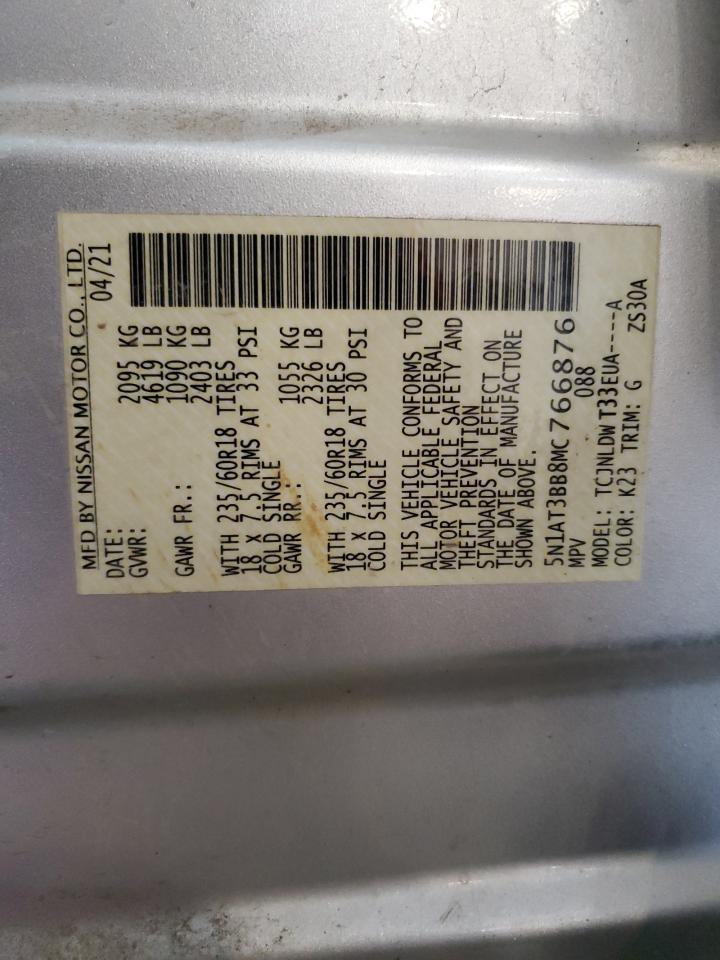 MFD BY NISSAN MOTOR CO., LTD.
DATE: 04/21
GVWR: 2095 KG
4619 LB
GAWR FR.: 1090 KG
2403 LB
WITH 235/60R18 TIRES
18 X 7.5 RIMS AT 33 PSI
COLD SINGLE
GAWR RR.: 1055 KG
2326 LB
WITH 235/60R18 TIRES
18 X 7.5 RIMS AT 30 PSI
COLD SINGLE
THIS VEHICLE CONFORMS TO
ALL APPLICABLE FEDERAL
MOTOR VEHICLE SAFETY AND
THEFT PREVENTION
STANDARDS IN EFFECT ON
THE DATE OF MANUFACTURE
SHOWN ABOVE.
5N1AT3BB8MC766876
MPV 088
MODEL: TCJNLDWT33EUA----A
COLOR: K23 TRIM: G ZS30A